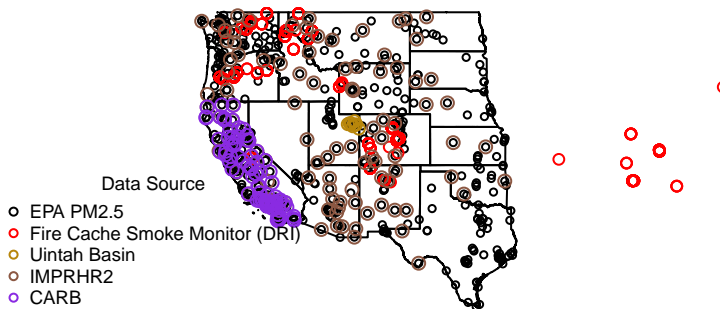 Data Source
EPA PM2.5
Fire Cache Smoke Monitor (DRI)
Uintah Basin
IMPRHR2
CARB